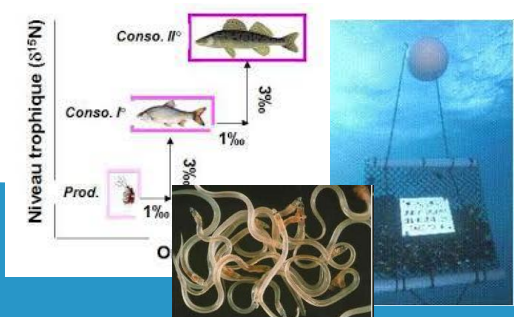 Niveau trophique (δ¹⁵N)
Conso. II°
3‰
Conso. I°
1‰
3‰
Prod.
1‰
O